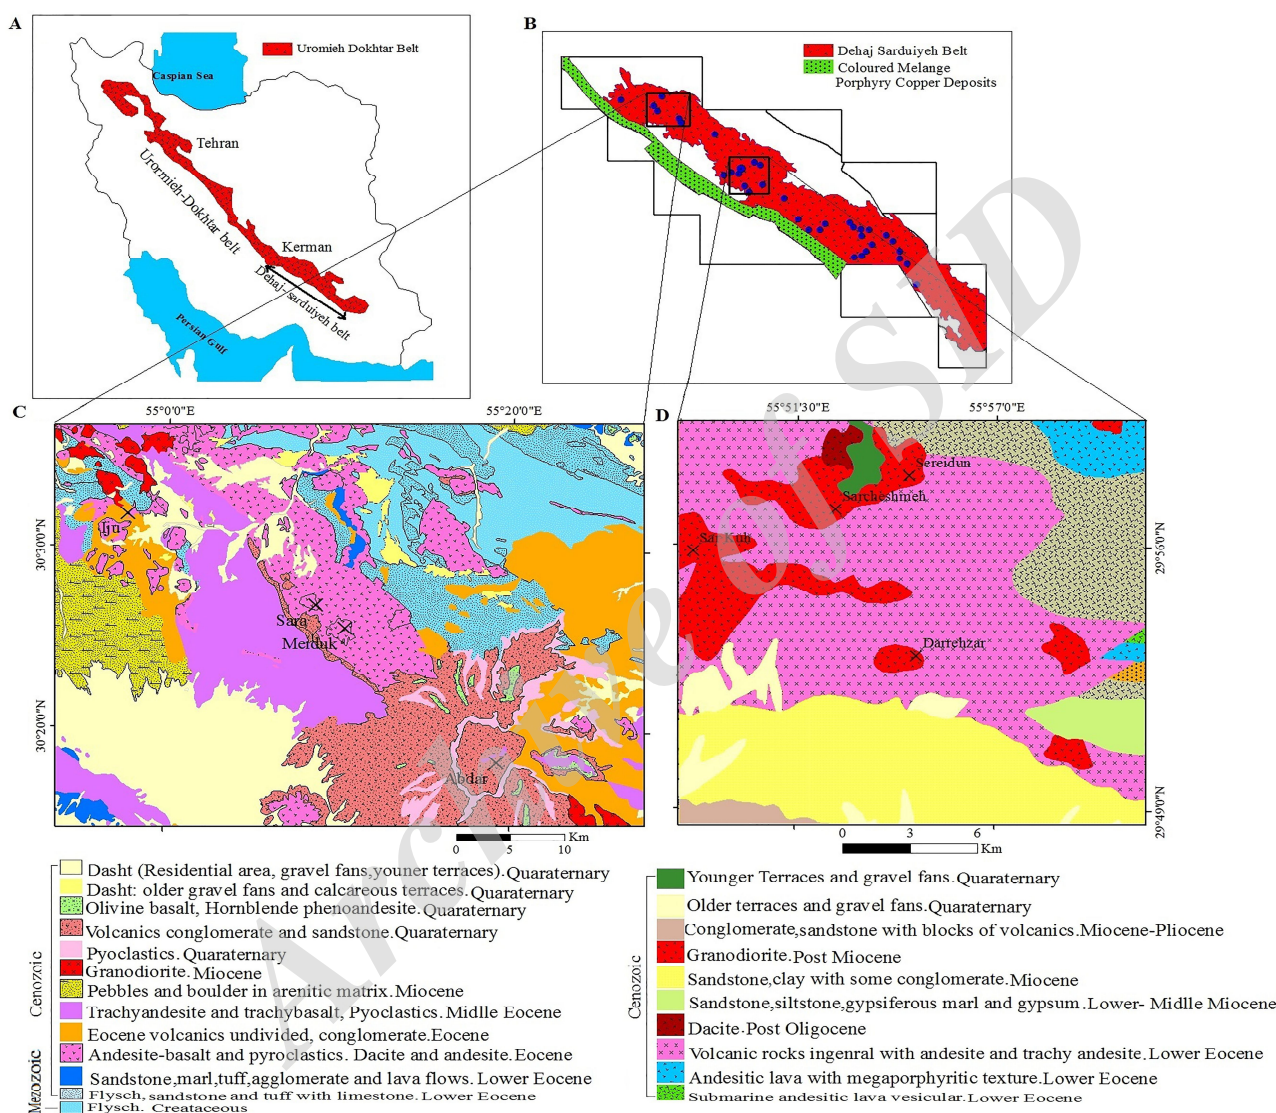 A
Uromieh Dokhtar Belt
Caspian Sea
Tehran
Urormieh-Dokhtar belt
Kerman
Dehaj-sarduiyeh belt
Persian Gulf
B
Dehaj Sarduiyeh Belt
Coloured Melange
Porphyry Copper Deposits
C
55°0'0"E
55°20'0"E
30°30'0"N
30°20'0"N
Iju
Sara
Meiduk
Abdar
0 5 10 Km
D
55°51'30"E
55°57'0"E
29°55'0"N
29°49'0"N
Sereidun
Sarcheshmeh
Sar Kuh
Darrehzar
0 3 6 Km
Cenozoic
Mezozoic
Dasht (Residential area, gravel fans,youner terraces).Quaraternary
Dasht: older gravel fans and calcareous terraces.Quaraternary
Olivine basalt, Hornblende phenoandesite.Quaraternary
Volcanics conglomerate and sandstone.Quaraternary
Pyoclastics.Quaraternary
Granodiorite.Miocene
Pebbles and boulder in arenitic matrix.Miocene
Trachyandesite and trachybasalt, Pyoclastics. Midlle Eocene
Eocene volcanics undivided, conglomerate.Eocene
Andesite-basalt and pyroclastics. Dacite and andesite.Eocene
Sandstone,marl,tuff,agglomerate and lava flows. Lower Eocene
Flysch, sandstone and tuff with limestone. Lower Eocene
Flysch. Creataceous
Cenozoic
Younger Terraces and gravel fans.Quaraternary
Older terraces and gravel fans.Quaraternary
Conglomerate,sandstone with blocks of volcanics.Miocene-Pliocene
Granodiorite.Post Miocene
Sandstone,clay with some conglomerate.Miocene
Sandstone,siltstone,gypsiferous marl and gypsum.Lower- Midlle Miocene
Dacite.Post Oligocene
Volcanic rocks ingenral with andesite and trachy andesite.Lower Eocene
Andesitic lava with megaporphyritic texture.Lower Eocene
Submarine andesitic lava vesicular.Lower Eocene
Archive of SID